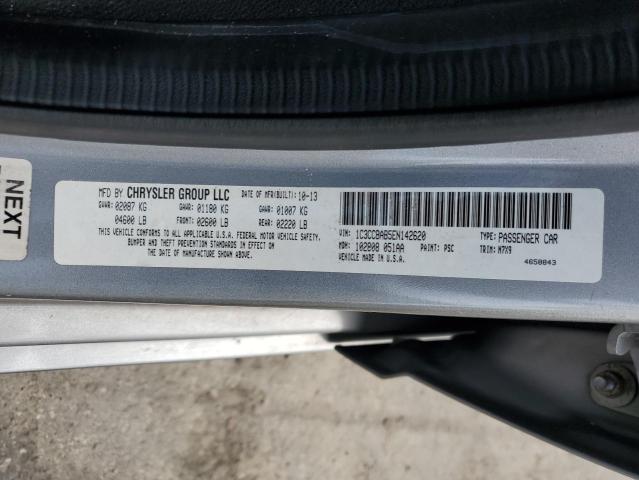 NEXT
MFD BY CHRYSLER GROUP LLC DATE OF MFR(BUILT): 10-13
GVWR: 02087 KG GAWR: 01180 KG GAWR: 01007 KG
04600 LB FRONT: 02600 LB REAR: 02220 LB
THIS VEHICLE CONFORMS TO ALL APPLICABLE U.S.A. FEDERAL MOTOR VEHICLE SAFETY,
BUMPER AND THEFT PREVENTION STANDARDS IN EFFECT ON
THE DATE OF MANUFACTURE SHOWN ABOVE.
VIN: 1C3CCBAB5EN142620 TYPE: PASSENGER CAR
MDH: 102808 051AA PAINT: PSC TRIM: M7X9
VEHICLE MADE IN U.S.A.
4650843